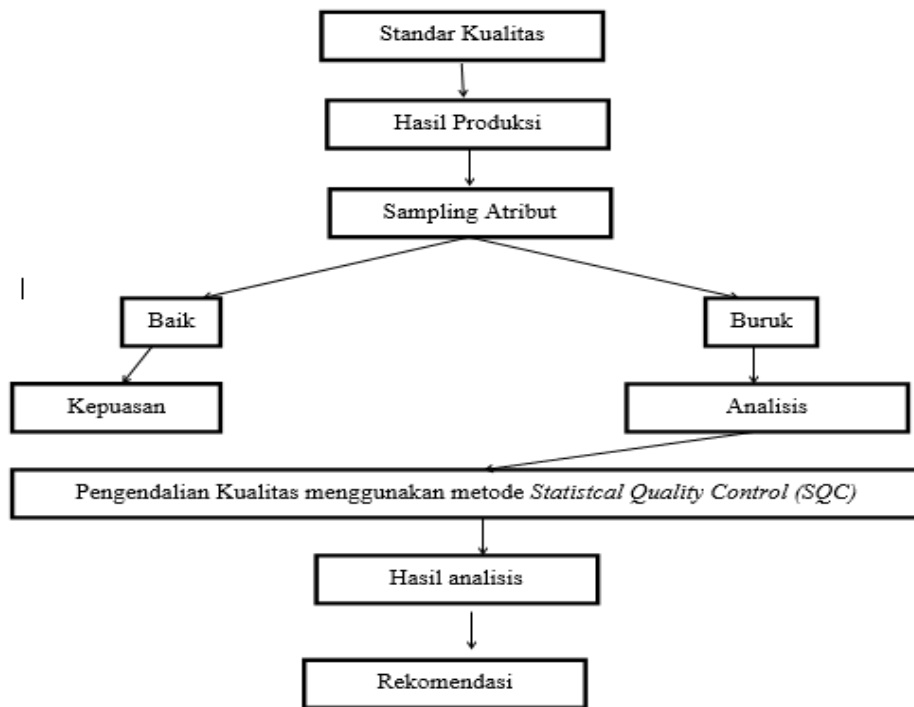 Standar Kualitas
Hasil Produksi
Sampling Atribut
Baik
Buruk
Kepuasan
Analisis
Pengendalian Kualitas menggunakan metode Statistcal Quality Control (SQC)
Hasil analisis
Rekomendasi